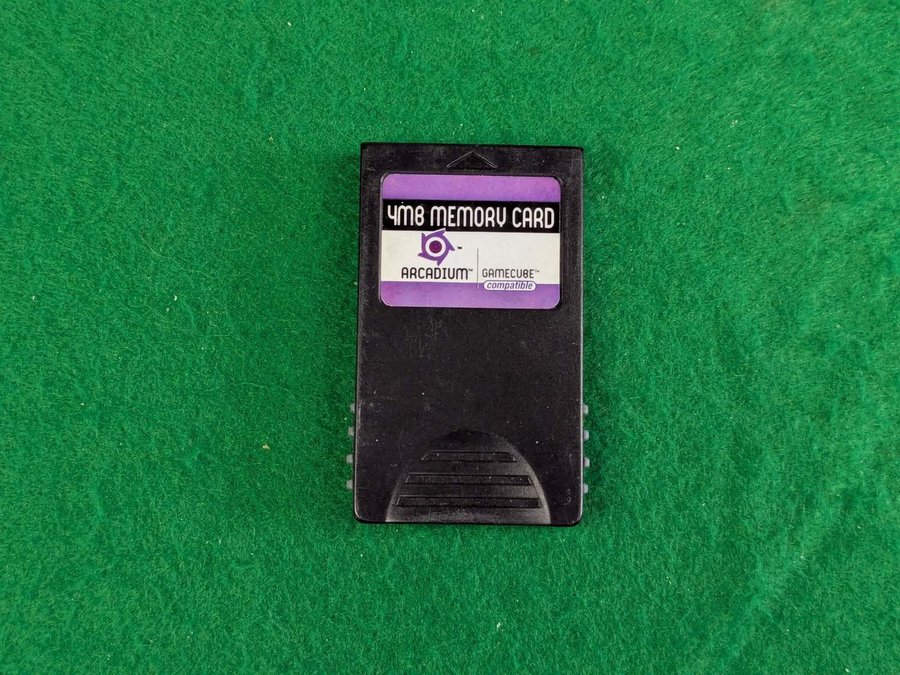 4MB MEMORY CARD
ARCADIUM™
GAMECUBE™
compatible